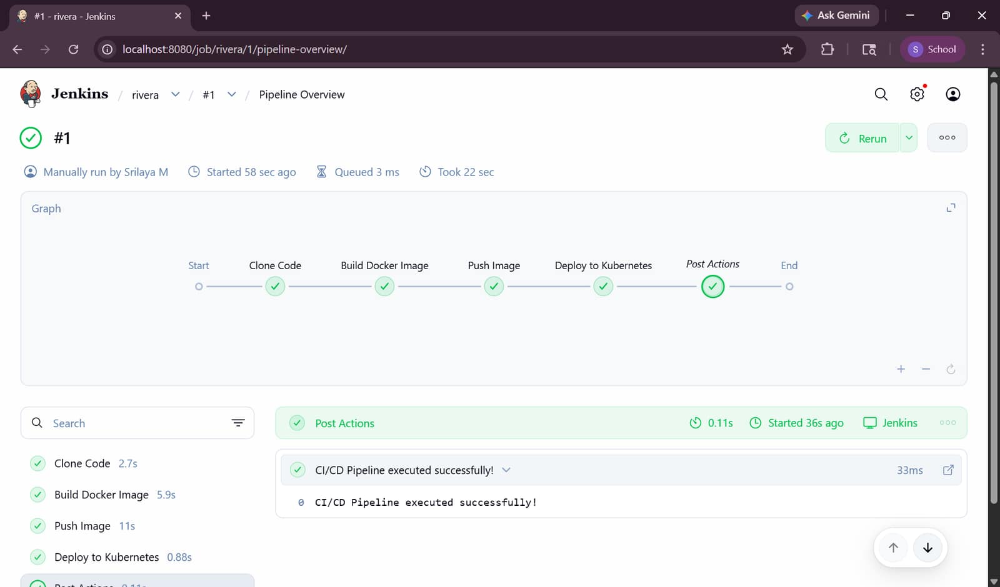 #1 - rivera - Jenkins
Ask Gemini
localhost:8080/job/rivera/1/pipeline-overview/
S School
Jenkins / rivera / #1 / Pipeline Overview
#1
Rerun
Manually run by Srilaya M Started 58 sec ago Queued 3 ms Took 22 sec
Graph
Start Clone Code Build Docker Image Push Image Deploy to Kubernetes Post Actions End
Search
Post Actions 0.11s Started 36s ago Jenkins
Clone Code 2.7s
CI/CD Pipeline executed successfully! 33ms
Build Docker Image 5.9s
0 CI/CD Pipeline executed successfully!
Push Image 11s
Deploy to Kubernetes 0.88s
Post Actions 0.11s